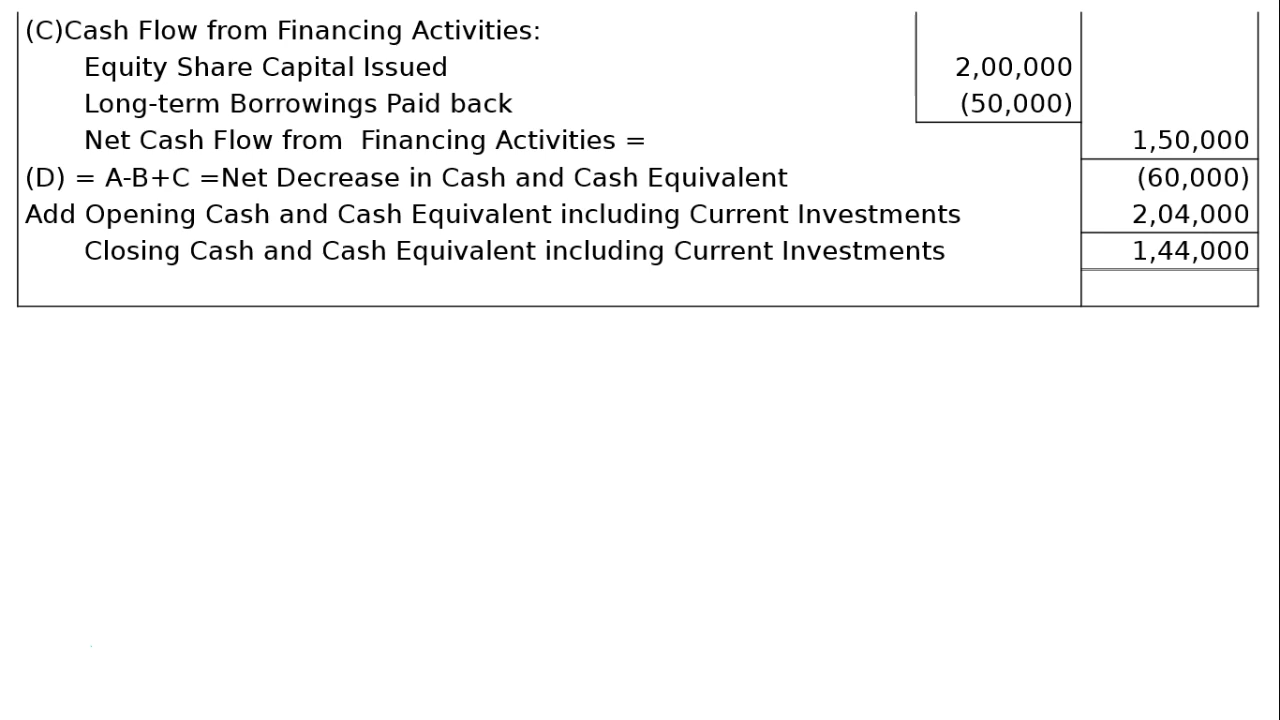 (C)Cash Flow from Financing Activities:
Equity Share Capital Issued 2,00,000
Long-term Borrowings Paid back (50,000)
Net Cash Flow from  Financing Activities = 1,50,000
(D) = A-B+C =Net Decrease in Cash and Cash Equivalent (60,000)
Add Opening Cash and Cash Equivalent including Current Investments 2,04,000
Closing Cash and Cash Equivalent including Current Investments 1,44,000